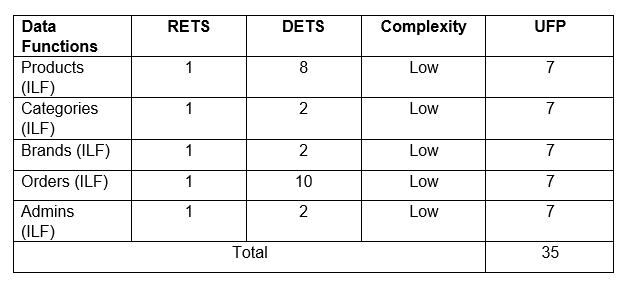 Data Functions RETS DETS Complexity UFP
Products (ILF) 1 8 Low 7
Categories (ILF) 1 2 Low 7
Brands (ILF) 1 2 Low 7
Orders (ILF) 1 10 Low 7
Admins (ILF) 1 2 Low 7
Total 35